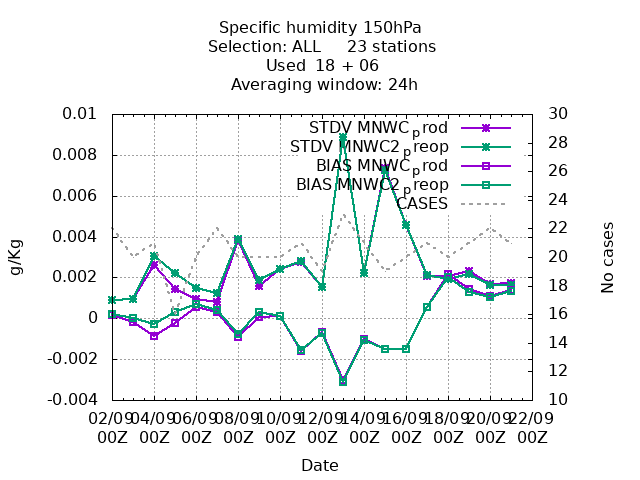 Specific humidity 150hPa
Selection: ALL 23 stations
Used 18 + 06
Averaging window: 24h
0.01
0.008
0.006
0.004
0.002
0
-0.002
-0.004
30
28
26
24
22
20
18
16
14
12
10
STDV MNWCprod
STDV MNWC2preop
BIAS MNWCprod
BIAS MNWC2preop
CASES
g/Kg
No cases
02/09 04/09 06/09 08/09 10/09 12/09 14/09 16/09 18/09 20/09 22/09
00Z 00Z 00Z 00Z 00Z 00Z 00Z 00Z 00Z 00Z 00Z
Date